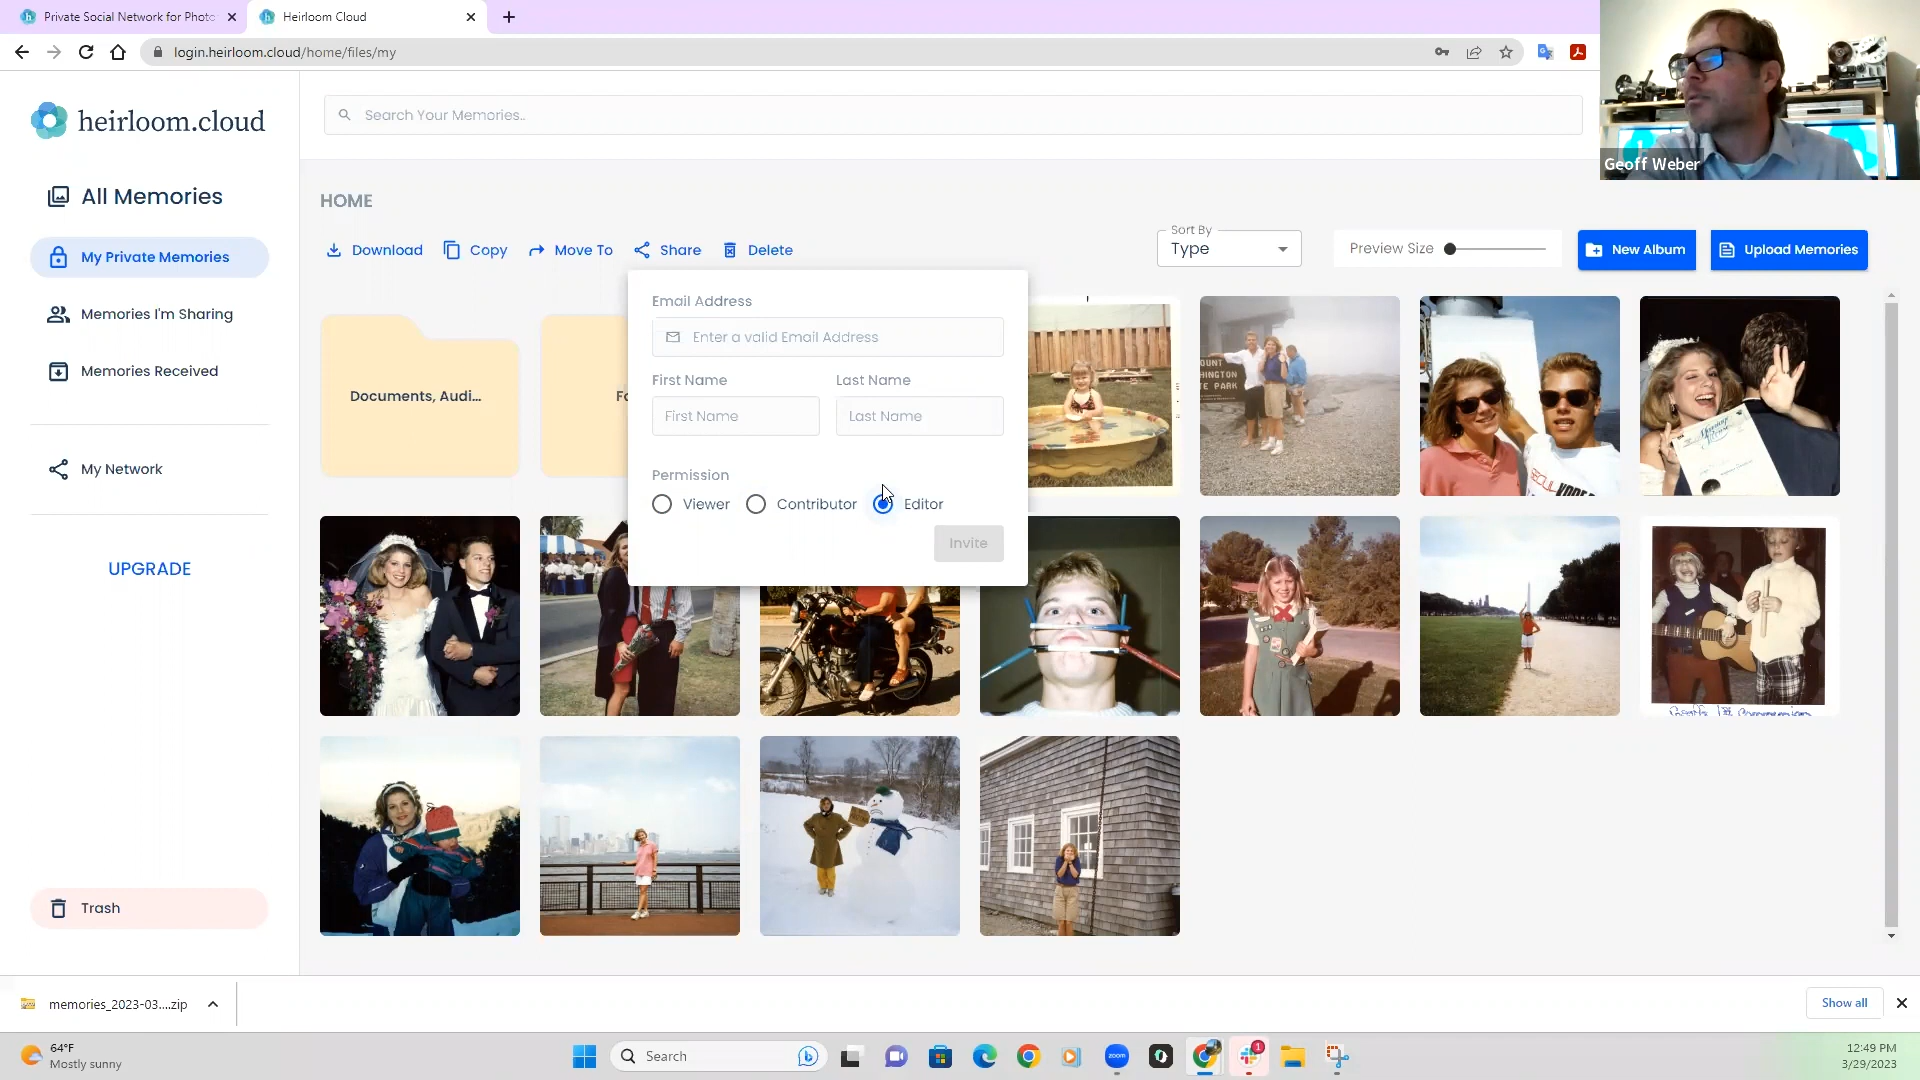 Private Social Network for Photo
Heirloom Cloud
login.heirloom.cloud/home/files/my
Geoff Weber
heirloom.cloud
Search Your Memories..
All Memories
My Private Memories
Memories I'm Sharing
Memories Received
My Network
UPGRADE
Trash
HOME
Download
Copy
Move To
Share
Delete
Sort By
Type
Preview Size
New Album
Upload Memories
Email Address
Enter a valid Email Address
First Name
Last Name
First Name
Last Name
Permission
Viewer
Contributor
Editor
Invite
Documents, Audi...
Fo
memories_2023-03....zip
Show all
64°F
Mostly sunny
Search
zoom
1
12:49 PM
3/29/2023